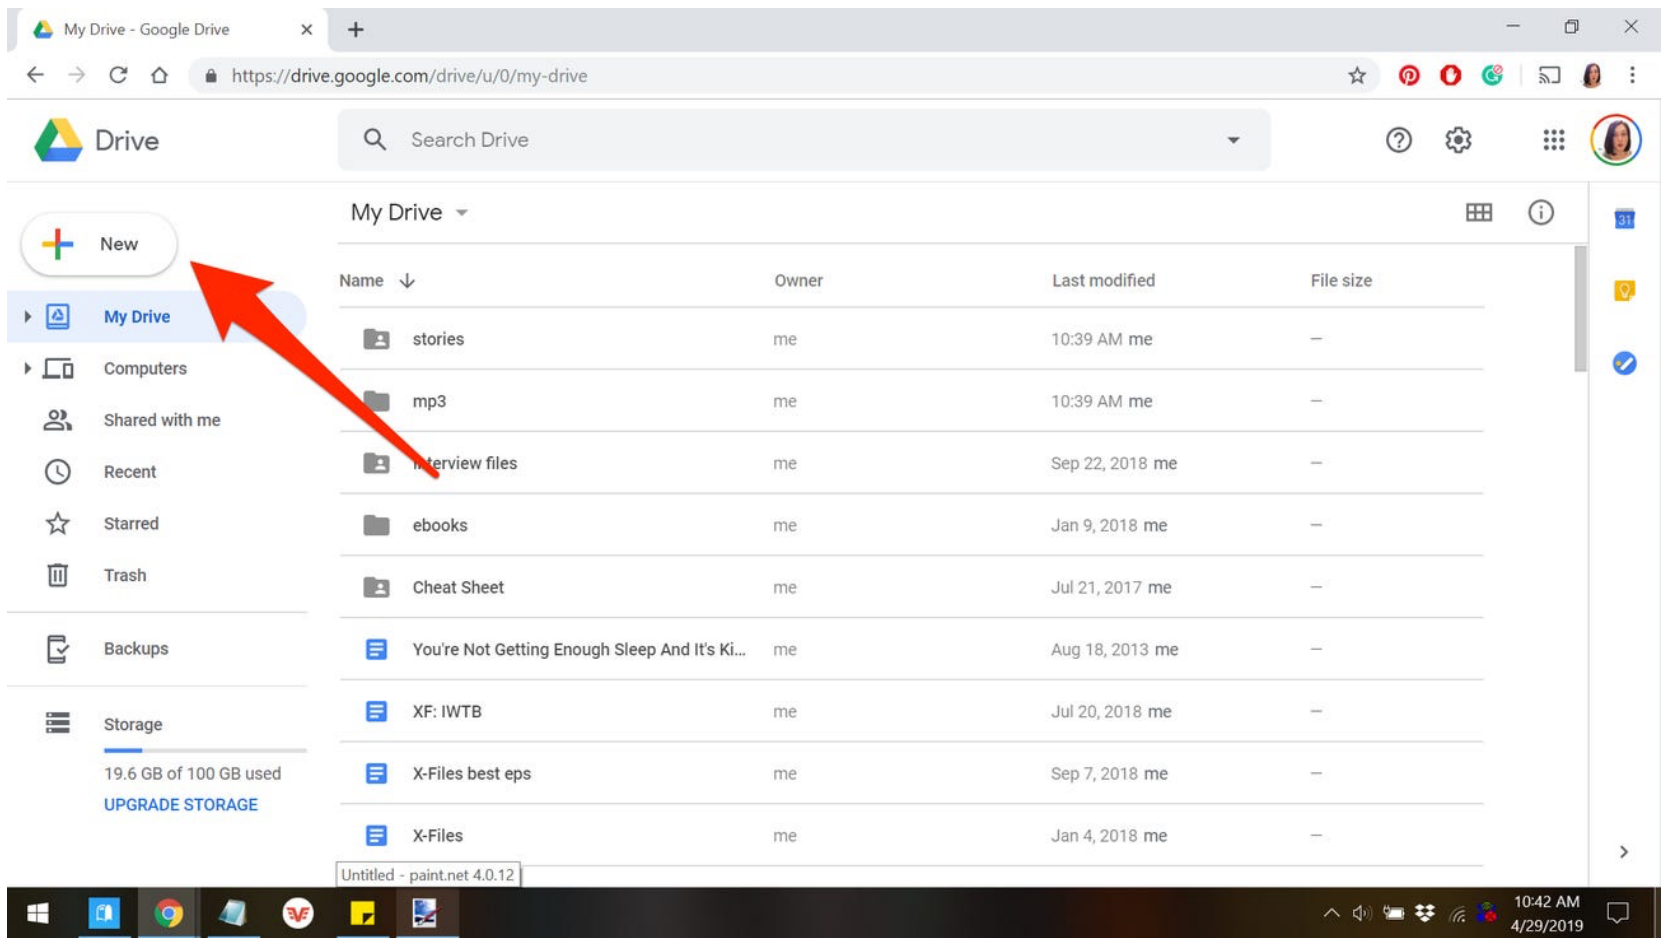 My Drive - Google Drive
https://drive.google.com/drive/u/0/my-drive
Drive
Search Drive
New
My Drive
31
Name Owner Last modified File size
My Drive
stories me 10:39 AM me —
Computers
mp3 me 10:39 AM me —
Shared with me
Interview files me Sep 22, 2018 me —
Recent
ebooks me Jan 9, 2018 me —
Starred
Trash
Cheat Sheet me Jul 21, 2017 me —
Backups
You're Not Getting Enough Sleep And It's Ki... me Aug 18, 2013 me —
XF: IWTB me Jul 20, 2018 me —
Storage
19.6 GB of 100 GB used
X-Files best eps me Sep 7, 2018 me —
UPGRADE STORAGE
X-Files me Jan 4, 2018 me —
Untitled - paint.net 4.0.12
10:42 AM
4/29/2019